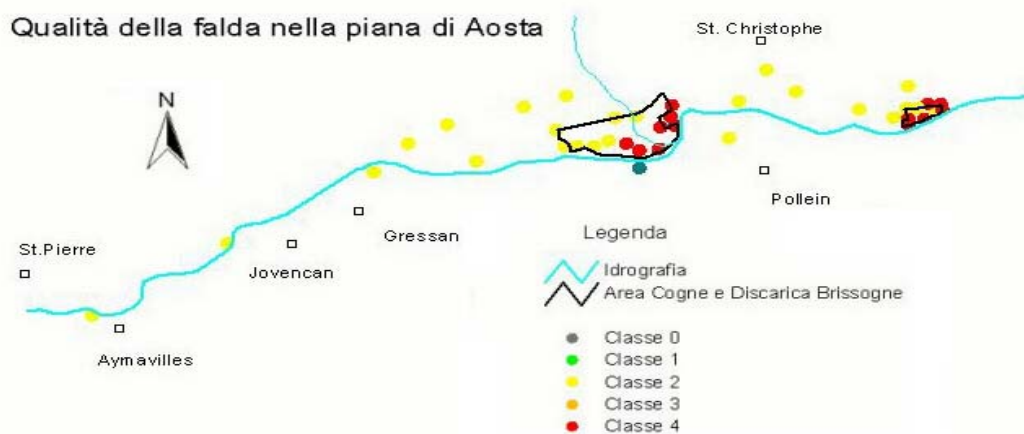 Qualità della falda nella piana di Aosta
St. Christophe
N
Pollein
Gressan
St.Pierre
Jovencan
Aymavilles
Legenda
Idrografia
Area Cogne e Discarica Brissogne
Classe 0
Classe 1
Classe 2
Classe 3
Classe 4